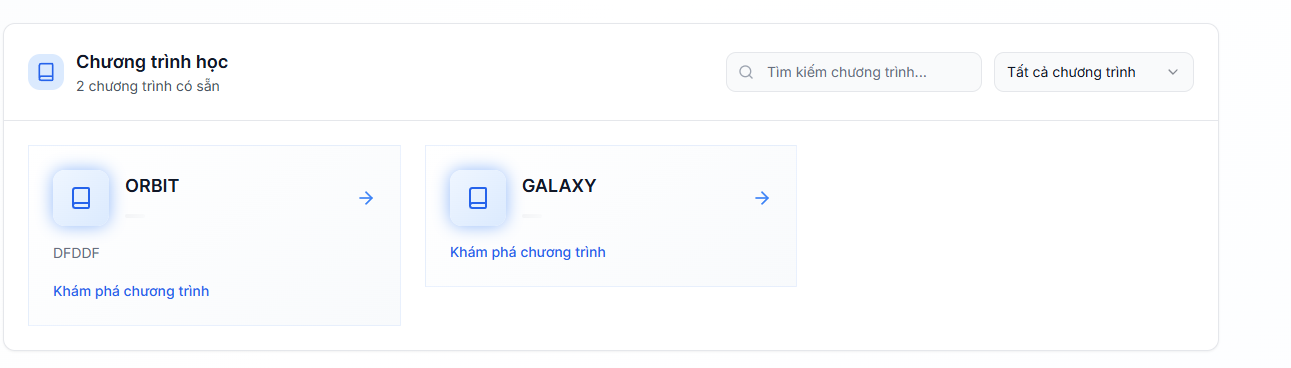 Chương trình học
2 chương trình có sẵn
Tìm kiếm chương trình...
Tất cả chương trình
ORBIT
DFDDF
Khám phá chương trình
GALAXY
Khám phá chương trình